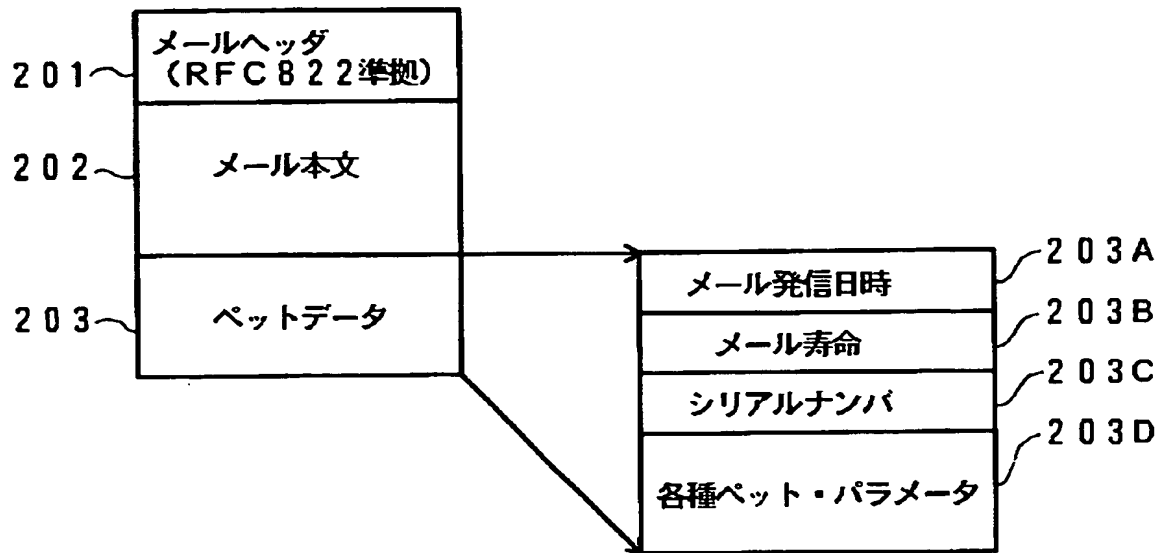 メールヘッダ
(RFC822準拠)
201
メール本文
202
ペットデータ
203
メール発信日時
203A
メール寿命
203B
シリアルナンバ
203C
各種ペット・パラメータ
203D